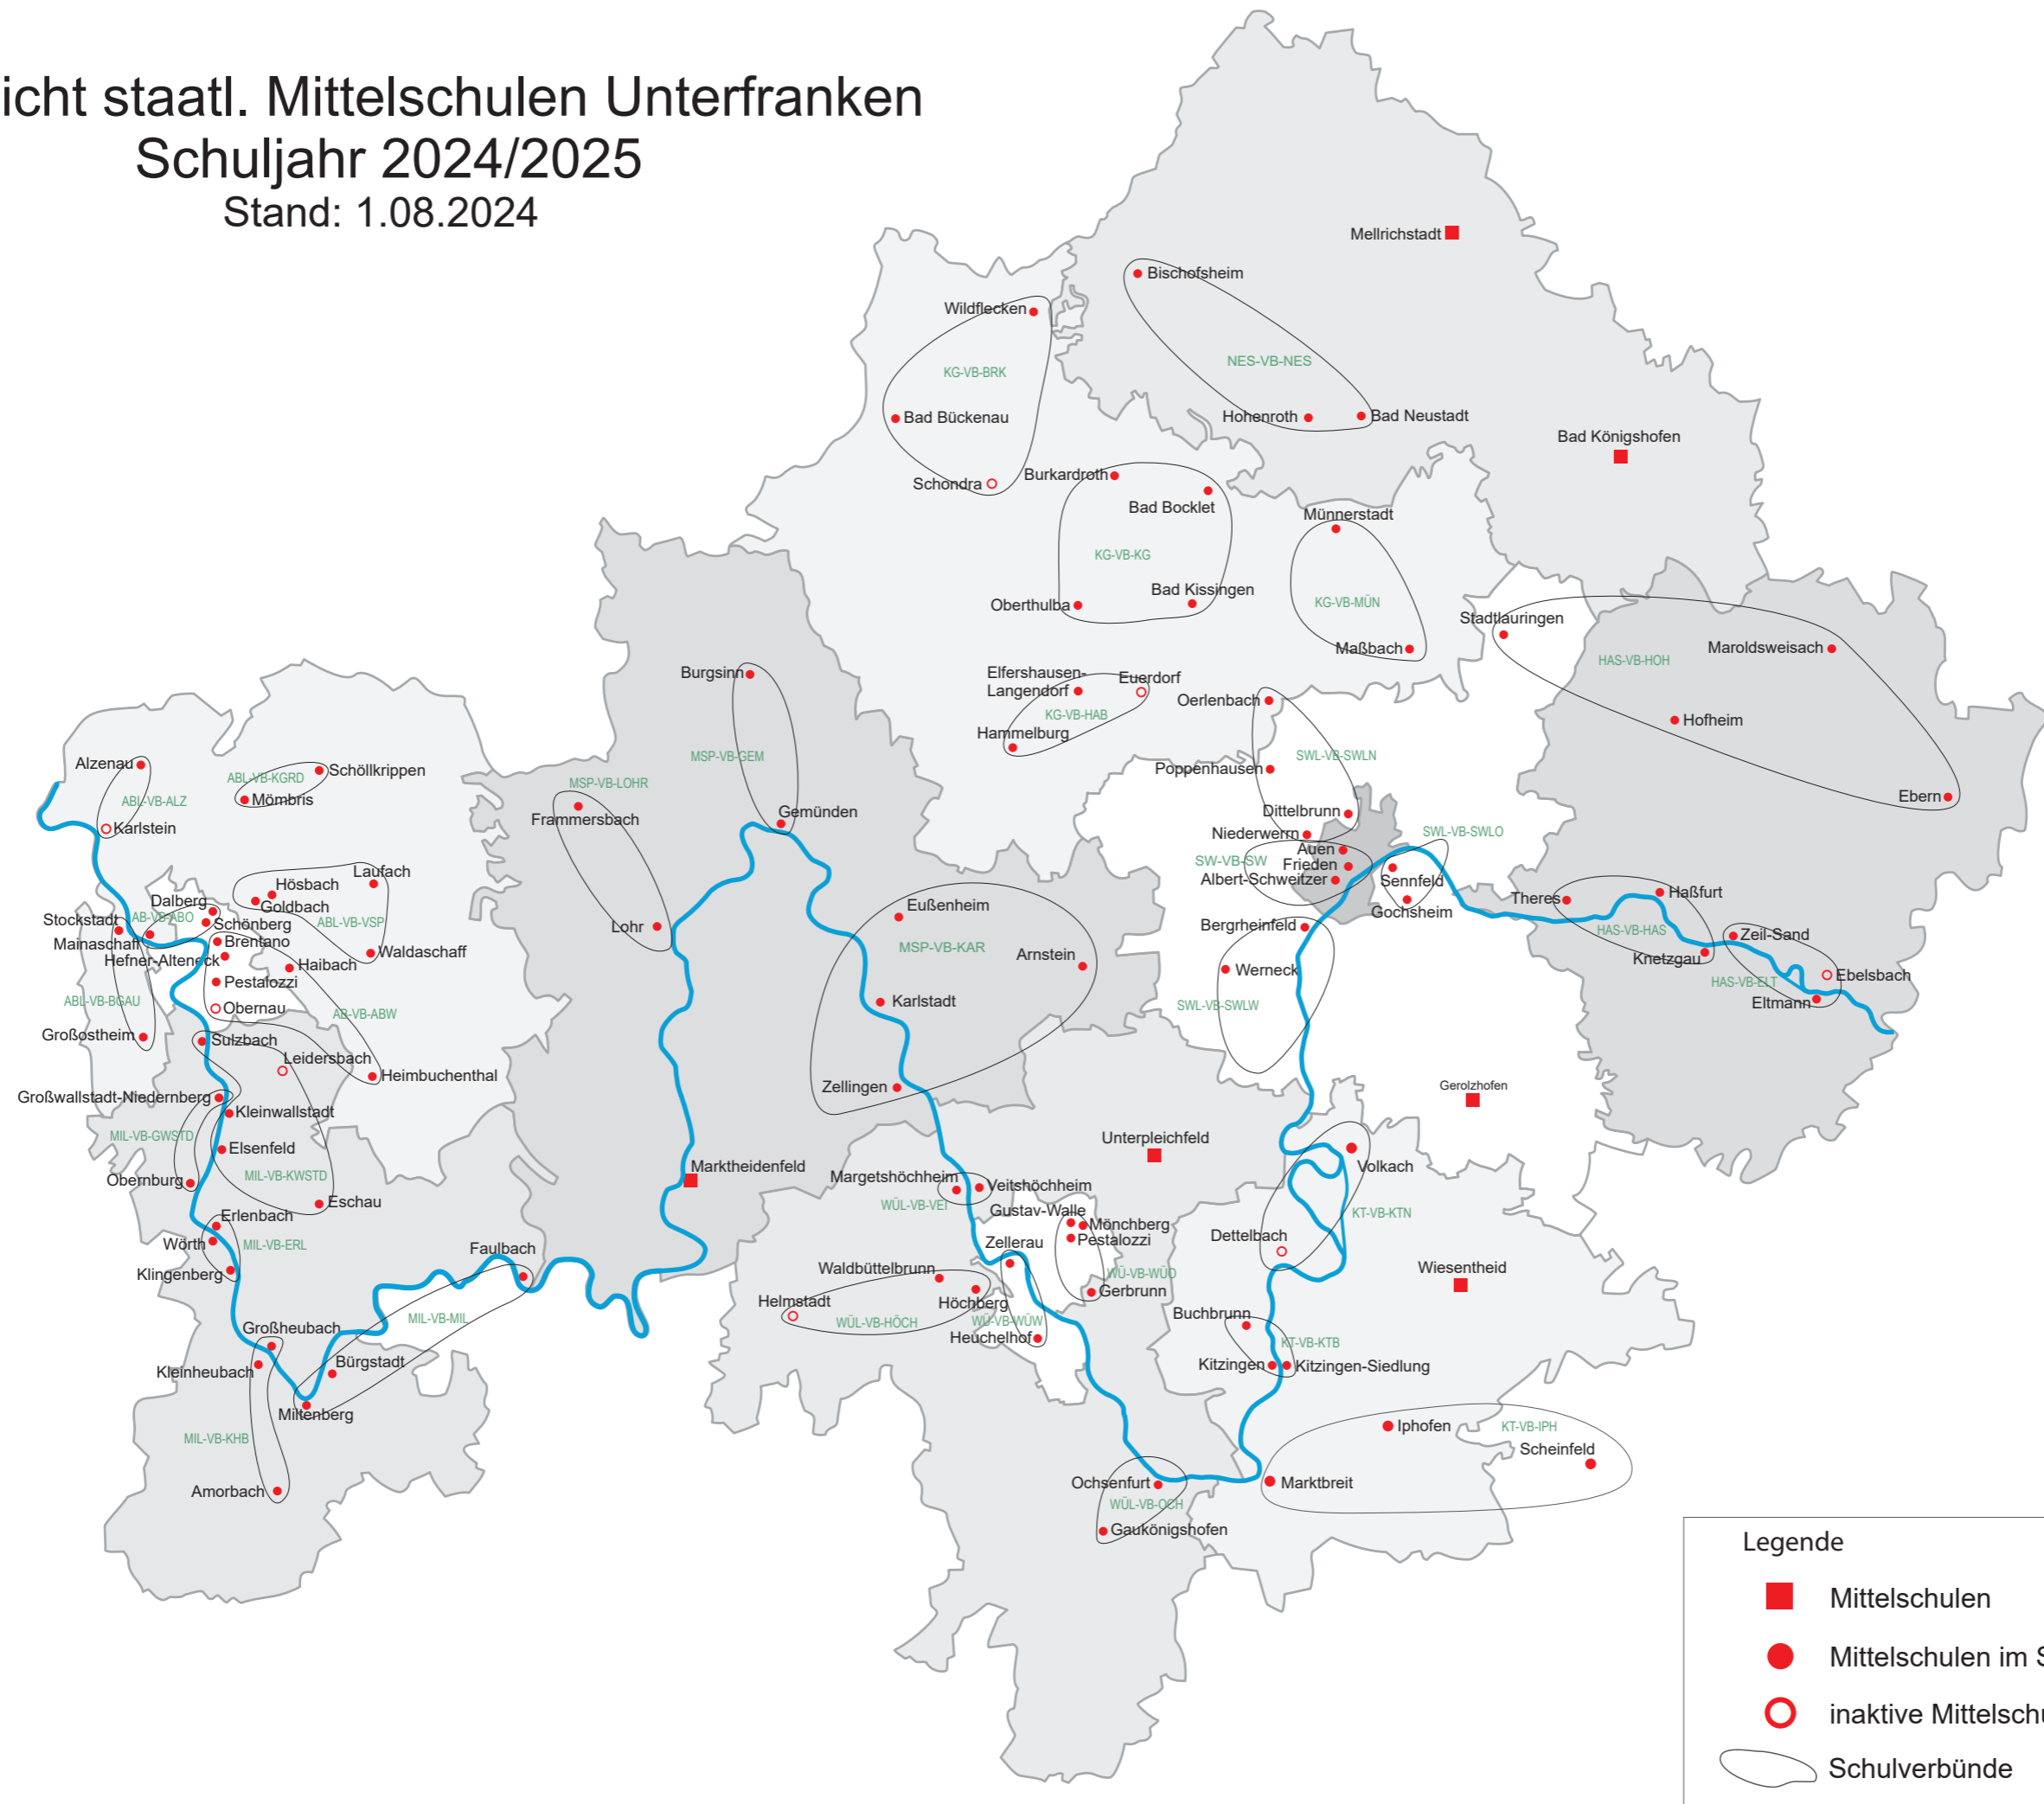 icht staatl. Mittelschulen Unterfranken
Schuljahr 2024/2025
Stand: 1.08.2024
Mellrichstadt
Bischofsheim
Wildflecken
NES-VB-NES
KG-VB-BRK
Bad Bückenau
Hohenroth
Bad Neustadt
Bad Königshofen
Schondra
Burkardroth
Bad Bocklet
Münnerstadt
KG-VB-KG
Oberthulba
Bad Kissingen
KG-VB-MÜN
Maßbach
Stadtlauringen
HAS-VB-HOH
Maroldsweisach
Hofheim
Ebern
Elfershausen-
Langendorf
Euerdorf
KG-VB-HAB
Hammelburg
Oerlenbach
SWL-VB-SWLN
Poppenhausen
Dittelbrunn
Niederwern
Auen
SW-VB-SW
Frieden
Albert-Schweitzer
SWL-VB-SWLO
Sennfeld
Gochsheim
Bergrheinfeld
Werneck
SWL-VB-SWLW
Theres
Haßfurt
HAS-VB-HAS
Knetzgau
Zeil-Sand
Ebelsbach
HAS-VB-ELT
Eltmann
Gerolzhofen
Burgsinn
MSP-VB-GEM
MSP-VB-LOHR
Frammersbach
Gemünden
Lohr
Eußenheim
MSP-VB-KAR
Arnstein
Karlstadt
Zellingen
Marktheidenfeld
Alzenau
ABL-VB-ALZ
Karlstein
ABL-VB-KGRD
Schöllkrippen
Mömbris
Laufach
Hösbach
Goldbach
ABL-VB-VSP
Waldaschaff
Dalberg
AB-VB-ABO
Schönberg
Stockstadt
Mainaschaff
Brentano
Hefner-Alteneck
Haibach
Pestalozzi
Obernau
ABL-VB-BGAU
AB-VB-ABW
Großostheim
Sulzbach
Leidersbach
Heimbuchenthal
Großwallstadt-Niedernberg
Kleinwallstadt
MIL-VB-GWSTD
Elsenfeld
MIL-VB-KWSTD
Obernburg
Eschau
Erlenbach
Wörth
MIL-VB-ERL
Klingenberg
Faulbach
MIL-VB-MIL
Großheubach
Kleinheubach
Bürgstadt
Miltenberg
MIL-VB-KHB
Amorbach
Unterpleichfeld
Margetshöchheim
Veitshöchheim
WÜL-VB-VEI
Gustav-Walle
Mönchberg
Pestalozzi
Zellerau
WÜ-VB-WÜO
Gerbrunn
Waldbüttelbrunn
Höchberg
Helmstadt
WÜL-VB-HÖCH
WÜ-VB-WÜW
Heuchelhof
Volkach
KT-VB-KTN
Dettelbach
Wiesentheid
Buchbrunn
KT-VB-KTB
Kitzingen
Kitzingen-Siedlung
Iphofen
KT-VB-IPH
Scheinfeld
Marktbreit
Ochsenfurt
WÜL-VB-OCH
Gaukönigshofen
Legende
Mittelschulen
Mittelschulen im S
inaktive Mittelschu
Schulverbünde